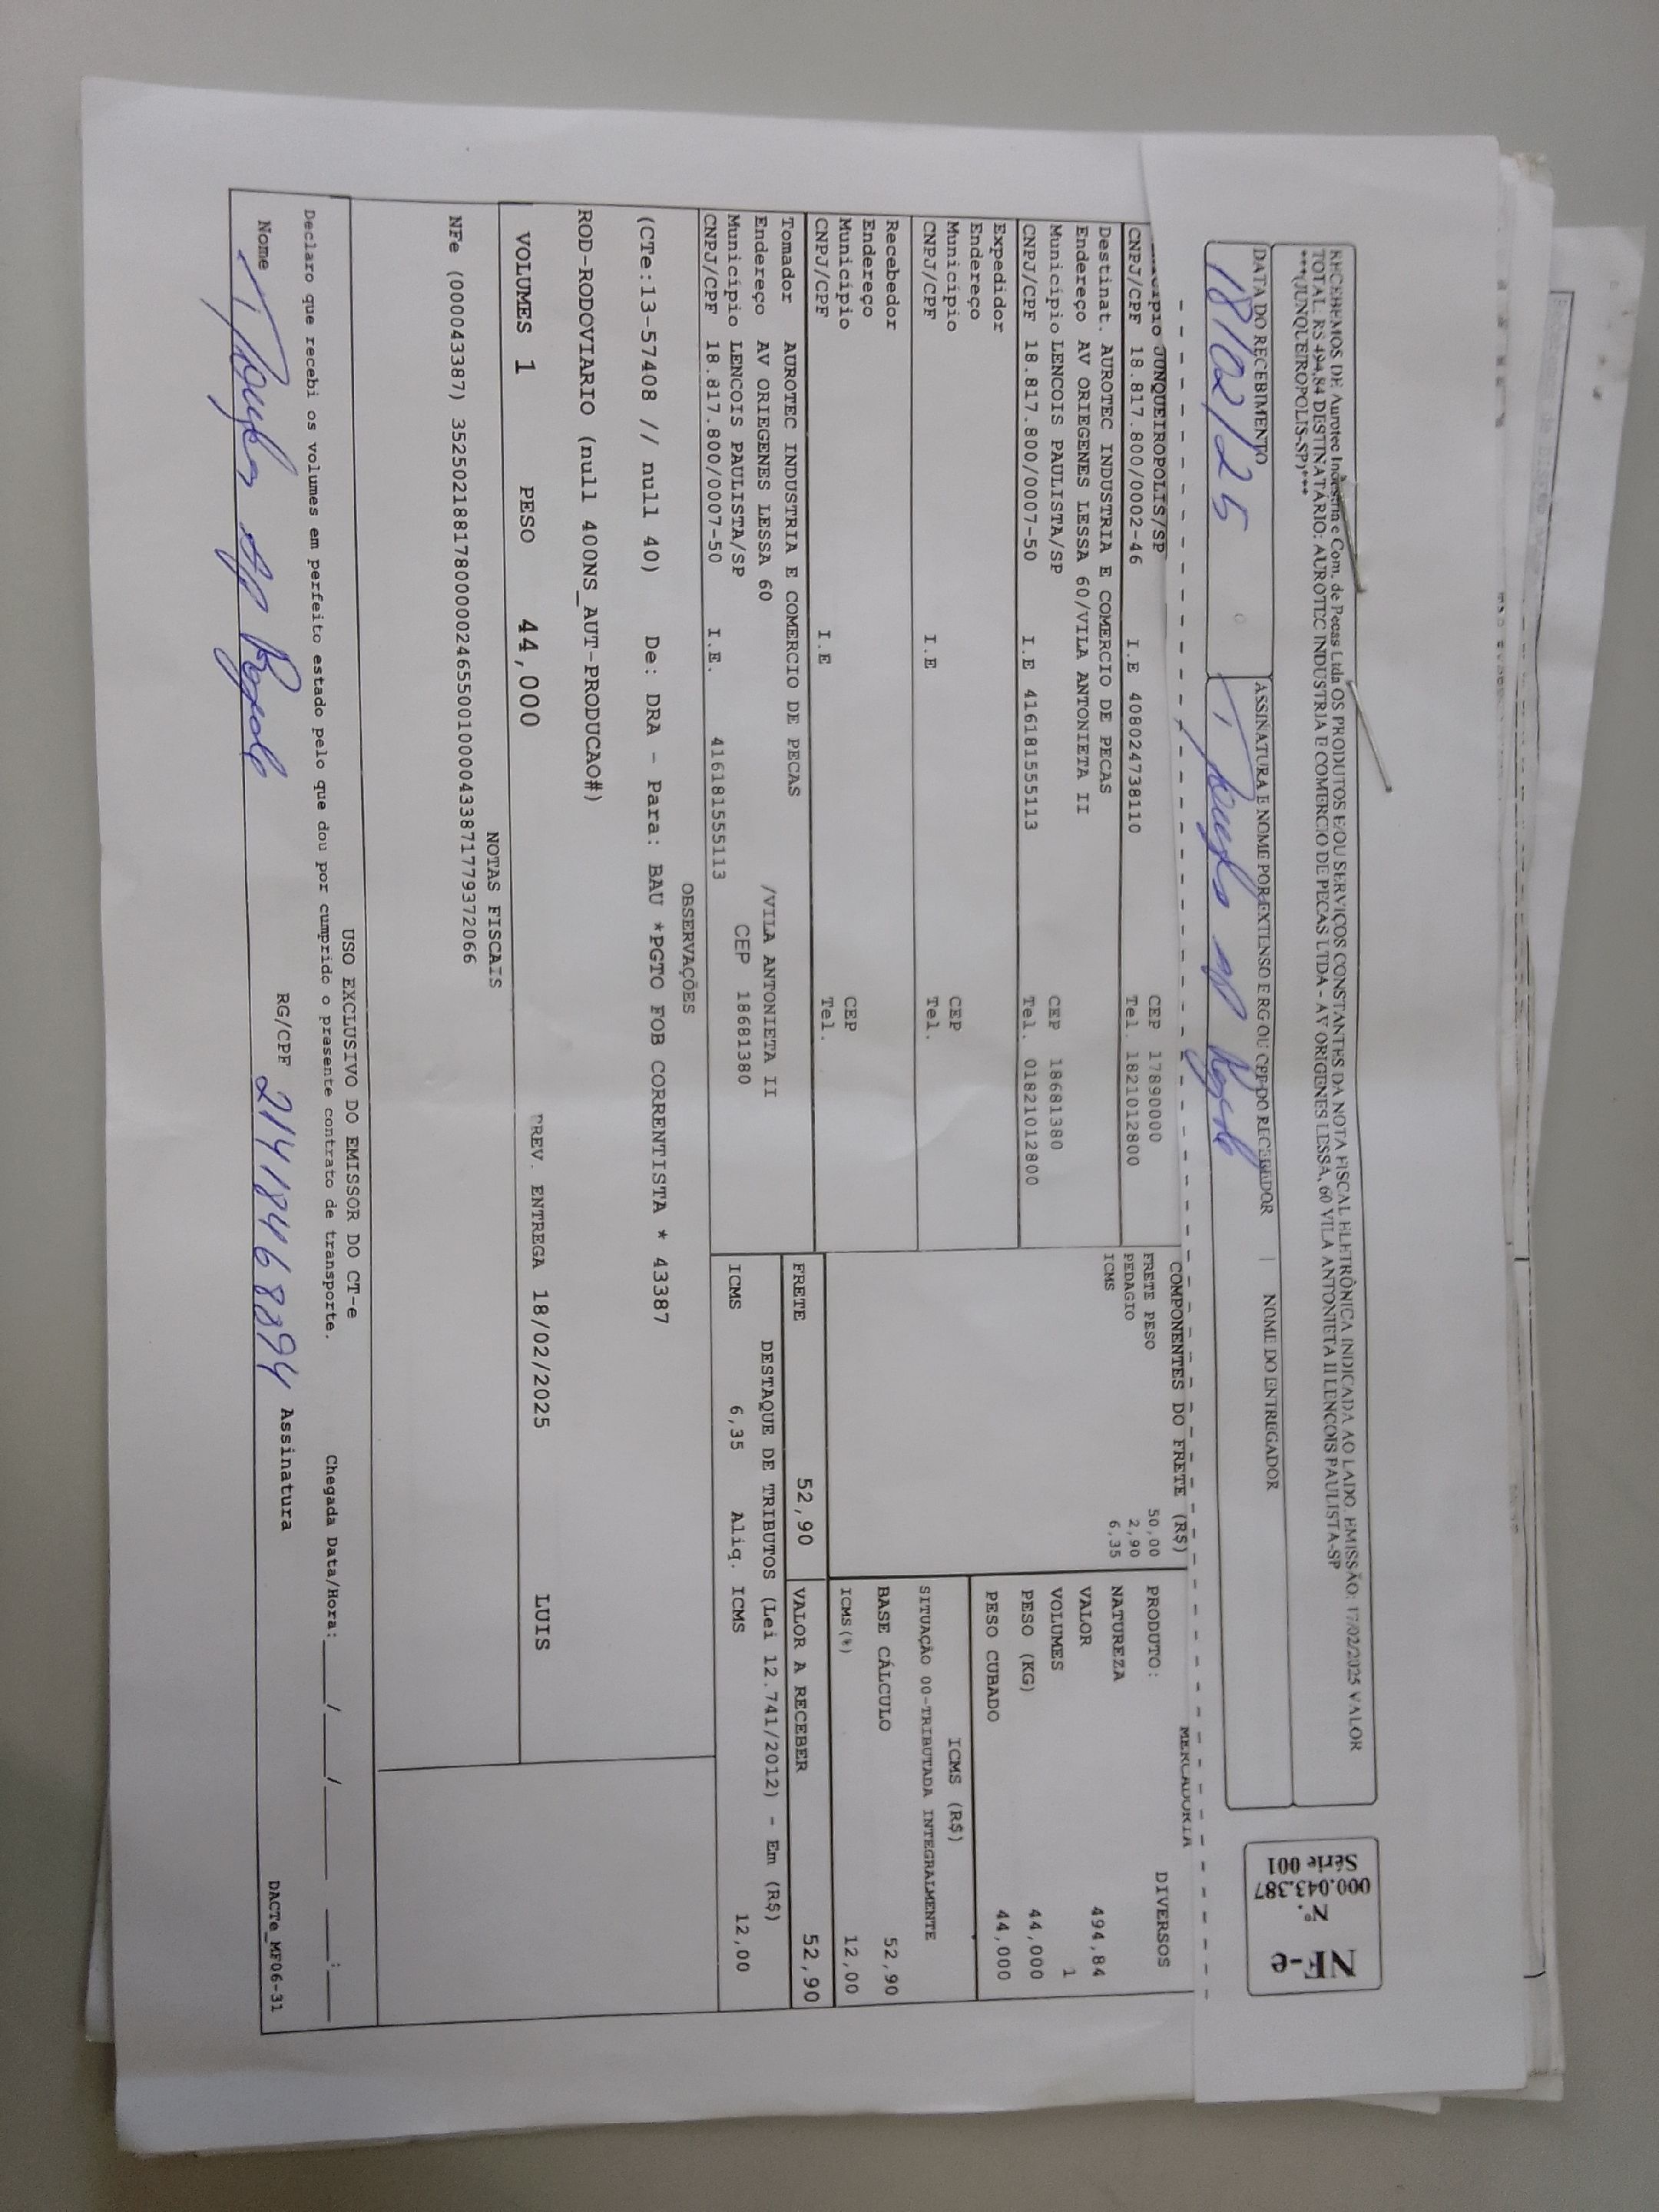 RECEBEMOS DE Aurotec Indústria e Com. de Pecas Ltda OS PRODUTOS E/OU SERVIÇOS CONSTANTES DA NOTA FISCAL ELETRÔNICA INDICADA AO LADO. EMISSÃO: 17/02/2025 VALOR
TOTAL: R$ 494,84 DESTINATÁRIO: AUROTEC INDUSTRIA E COMERCIO DE PECAS LTDA - AV ORIGENES LESSA, 60 VILA ANTONIETA II LENCOIS PAULISTA-SP
***(JUNQUEIROPOLIS-SP)***
NF-e
N°.
000.043.387
Série 001
DATA DO RECEBIMENTO
18/02/25
ASSINATURA E NOME POR EXTENSO E RG OU CPF DO RECEBEDOR
NOME DO ENTREGADOR
JUNQUEIROPOLIS/SP CEP 17890000
CNPJ/CPF 18.817.800/0002-46 I.E 408024738110 Tel. 1821012800
Destinat. AUROTEC INDUSTRIA E COMERCIO DE PECAS
Endereço AV ORIEGENES LESSA 60/VILA ANTONIETA II
Município LENCOIS PAULISTA/SP CEP 18681380
CNPJ/CPF 18.817.800/0007-50 I.E 416181555113 Tel. 01821012800
Expedidor
Endereço
Município CEP
CNPJ/CPF I.E Tel.
Recebedor
Endereço
Município CEP
CNPJ/CPF I.E Tel.
Tomador AUROTEC INDUSTRIA E COMERCIO DE PECAS
Endereço AV ORIEGENES LESSA 60 /VILA ANTONIETA II
Município LENCOIS PAULISTA/SP CEP 18681380
CNPJ/CPF 18.817.800/0007-50 I.E. 416181555113
COMPONENTES DO FRETE (R$)
FRETE PESO 50,00
PEDAGIO 2,90
ICMS 6,35
MERCADORIA
PRODUTO: DIVERSOS
NATUREZA
VALOR 494,84
VOLUMES 1
PESO (KG) 44,000
PESO CUBADO 44,000
ICMS (R$)
SITUAÇÃO 00-TRIBUTADA INTEGRALMENTE
BASE CÁLCULO 52,90
ICMS(%) 12,00
FRETE 52,90 VALOR A RECEBER 52,90
DESTAQUE DE TRIBUTOS (Lei 12.741/2012) - Em (R$)
ICMS 6,35 Aliq. ICMS 12,00
OBSERVAÇÕES
(CTe:13-57408 // null 40) De: DRA - Para: BAU *PGTO FOB CORRENTISTA * 43387
ROD-RODOVIARIO (null 400NS_AUT-PRODUCAO#)
VOLUMES 1 PESO 44,000 PREV. ENTREGA 18/02/2025 LUIS
NOTAS FISCAIS
NFe (000043387) 35250218817800000246550010000433871779372066
USO EXCLUSIVO DO EMISSOR DO CT-e
Declaro que recebi os volumes em perfeito estado pelo que dou por cumprido o presente contrato de transporte. Chegada Data/Hora:____/____/____ ____:____
Nome RG/CPF 21418468894 Assinatura
DACTe_MF06-31